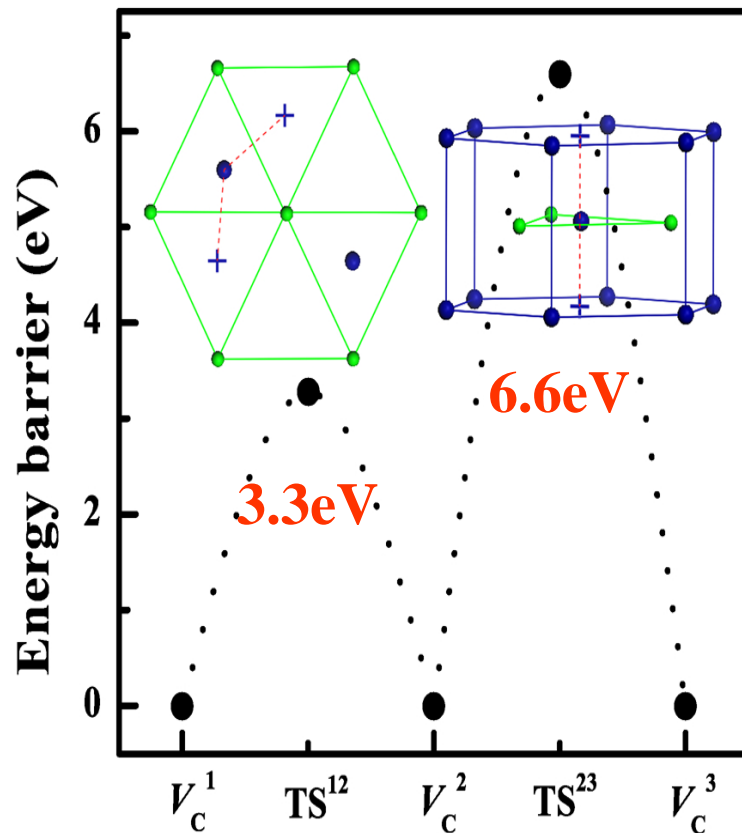 Energy barrier (eV)
6
4
2
0
6.6eV
3.3eV
V_C^1 TS^12 V_C^2 TS^23 V_C^3